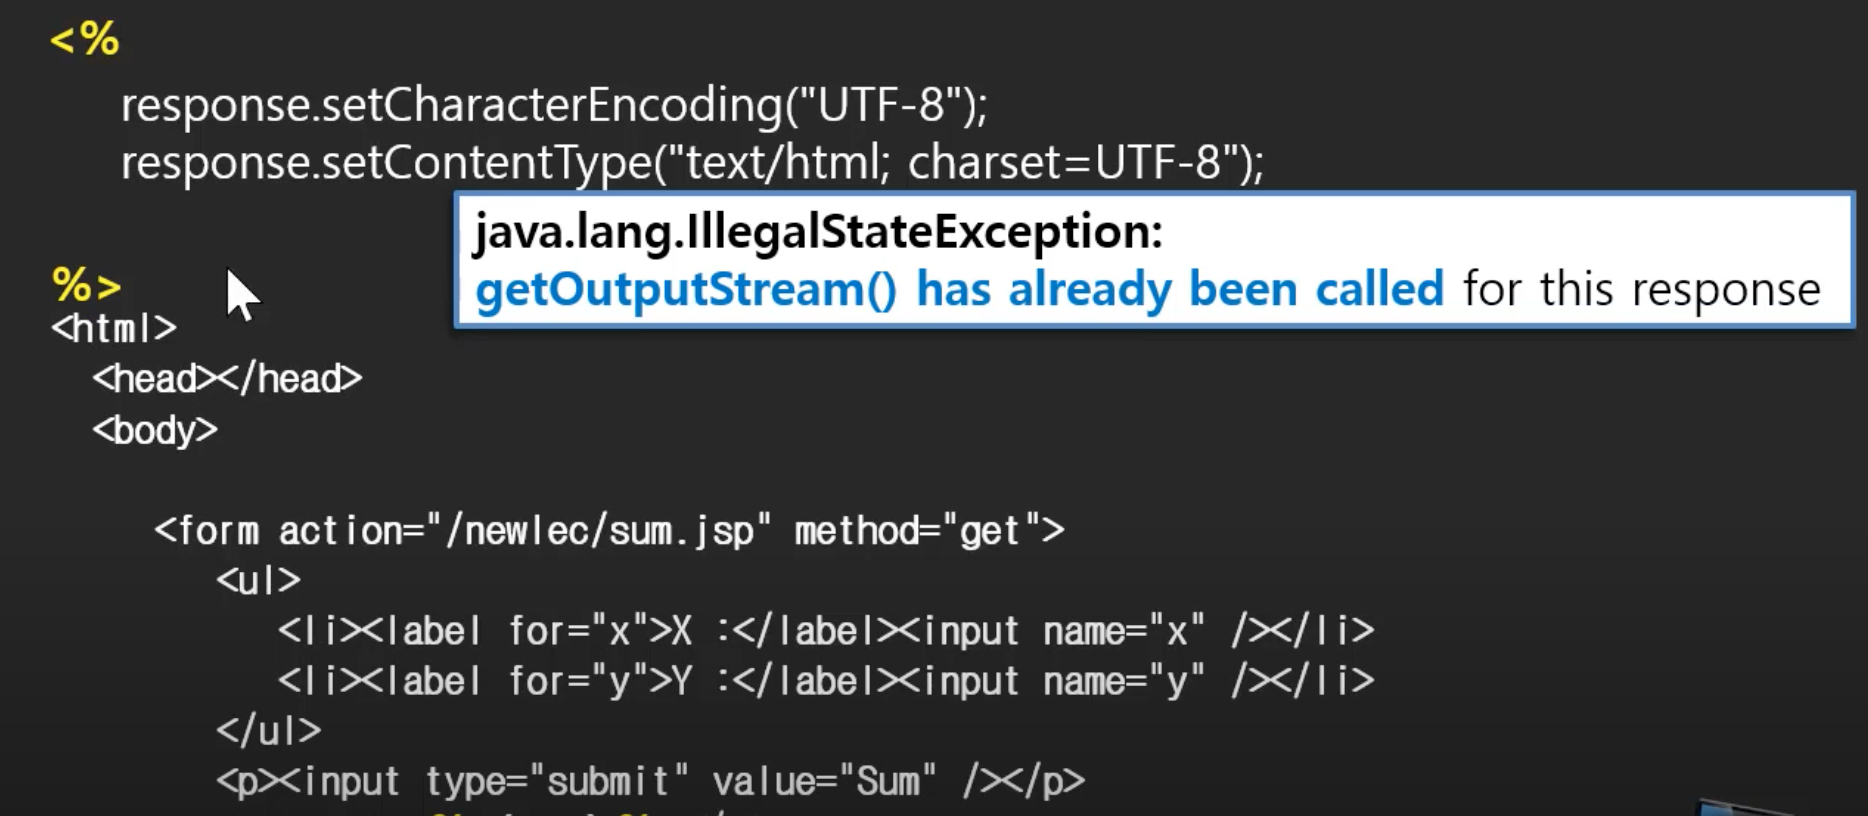 <%
response.setCharacterEncoding("UTF-8");
response.setContentType("text/html; charset=UTF-8");
java.lang.IllegalStateException:
getOutputStream() has already been called for this response
%>
<html>
<head></head>
<body>
<form action="/newlec/sum.jsp" method="get">
<ul>
<li><label for="x">X :</label><input name="x" /></li>
<li><label for="y">Y :</label><input name="y" /></li>
</ul>
<p><input type="submit" value="Sum" /></p>